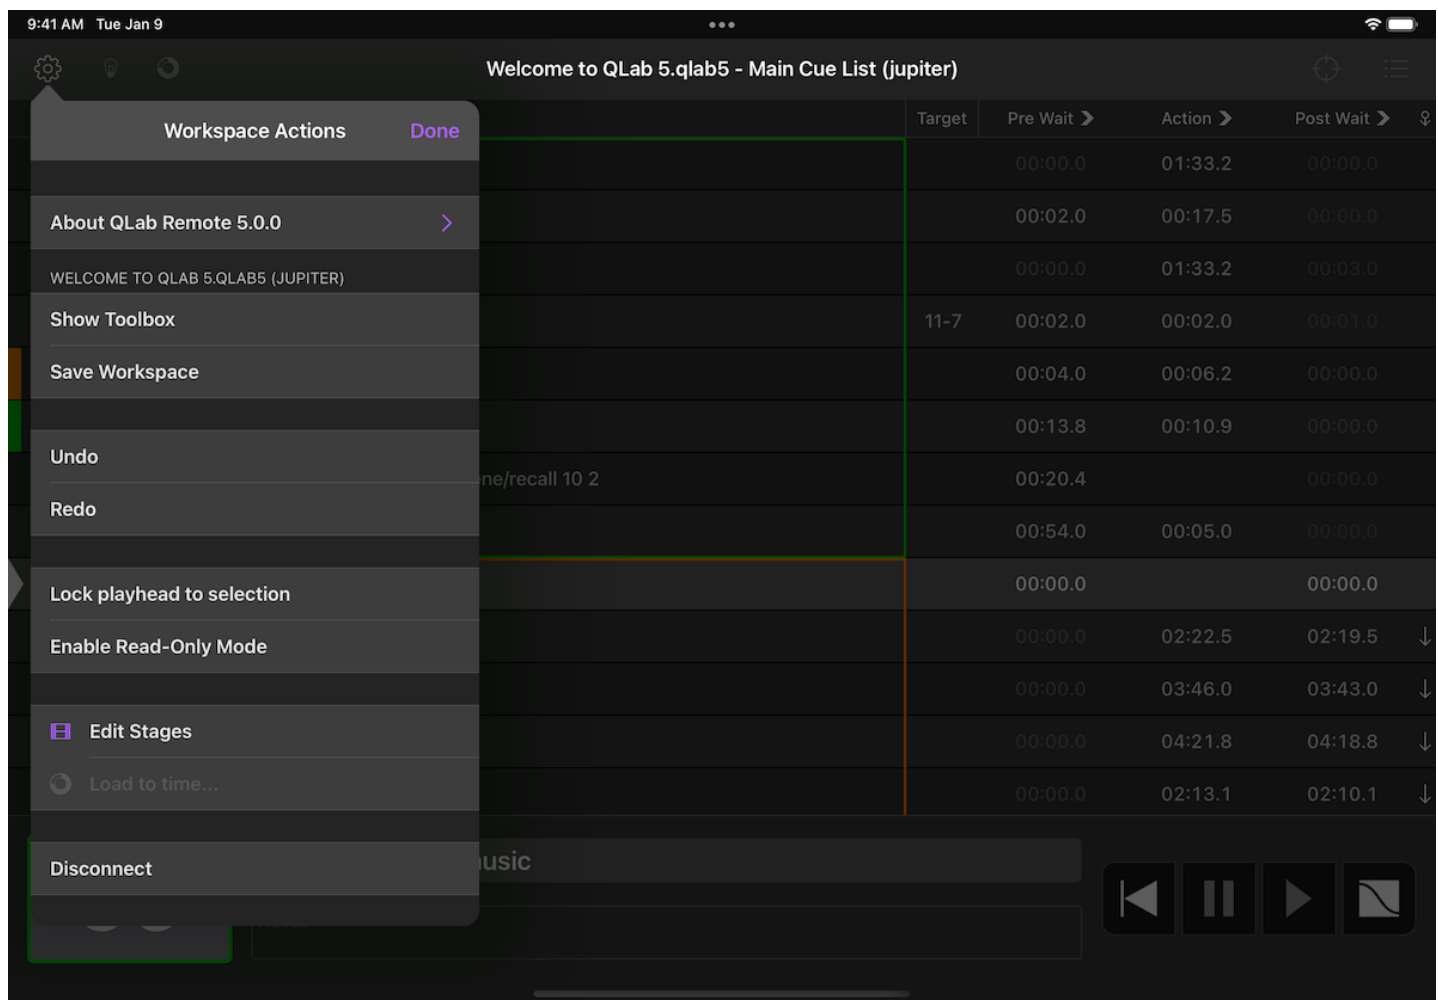 9:41 AM Tue Jan 9
Welcome to QLab 5.qlab5 - Main Cue List (jupiter)
Workspace Actions Done
About QLab Remote 5.0.0
WELCOME TO QLAB 5.QLAB5 (JUPITER)
Show Toolbox
Save Workspace
Undo
Redo
Lock playhead to selection
Enable Read-Only Mode
Edit Stages
Load to time...
Disconnect
Target Pre Wait Action Post Wait
00:00.0 01:33.2 00:00.0
00:02.0 00:17.5 00:00.0
00:00.0 01:33.2 00:03.0
11-7 00:02.0 00:02.0 00:01.0
00:04.0 00:06.2 00:00.0
00:13.8 00:10.9 00:00.0
ne/recall 10 2 00:20.4 00:00.0
00:54.0 00:05.0 00:00.0
00:00.0 00:00.0
00:00.0 02:22.5 02:19.5
00:00.0 03:46.0 03:43.0
00:00.0 04:21.8 04:18.8
00:00.0 02:13.1 02:10.1
usic